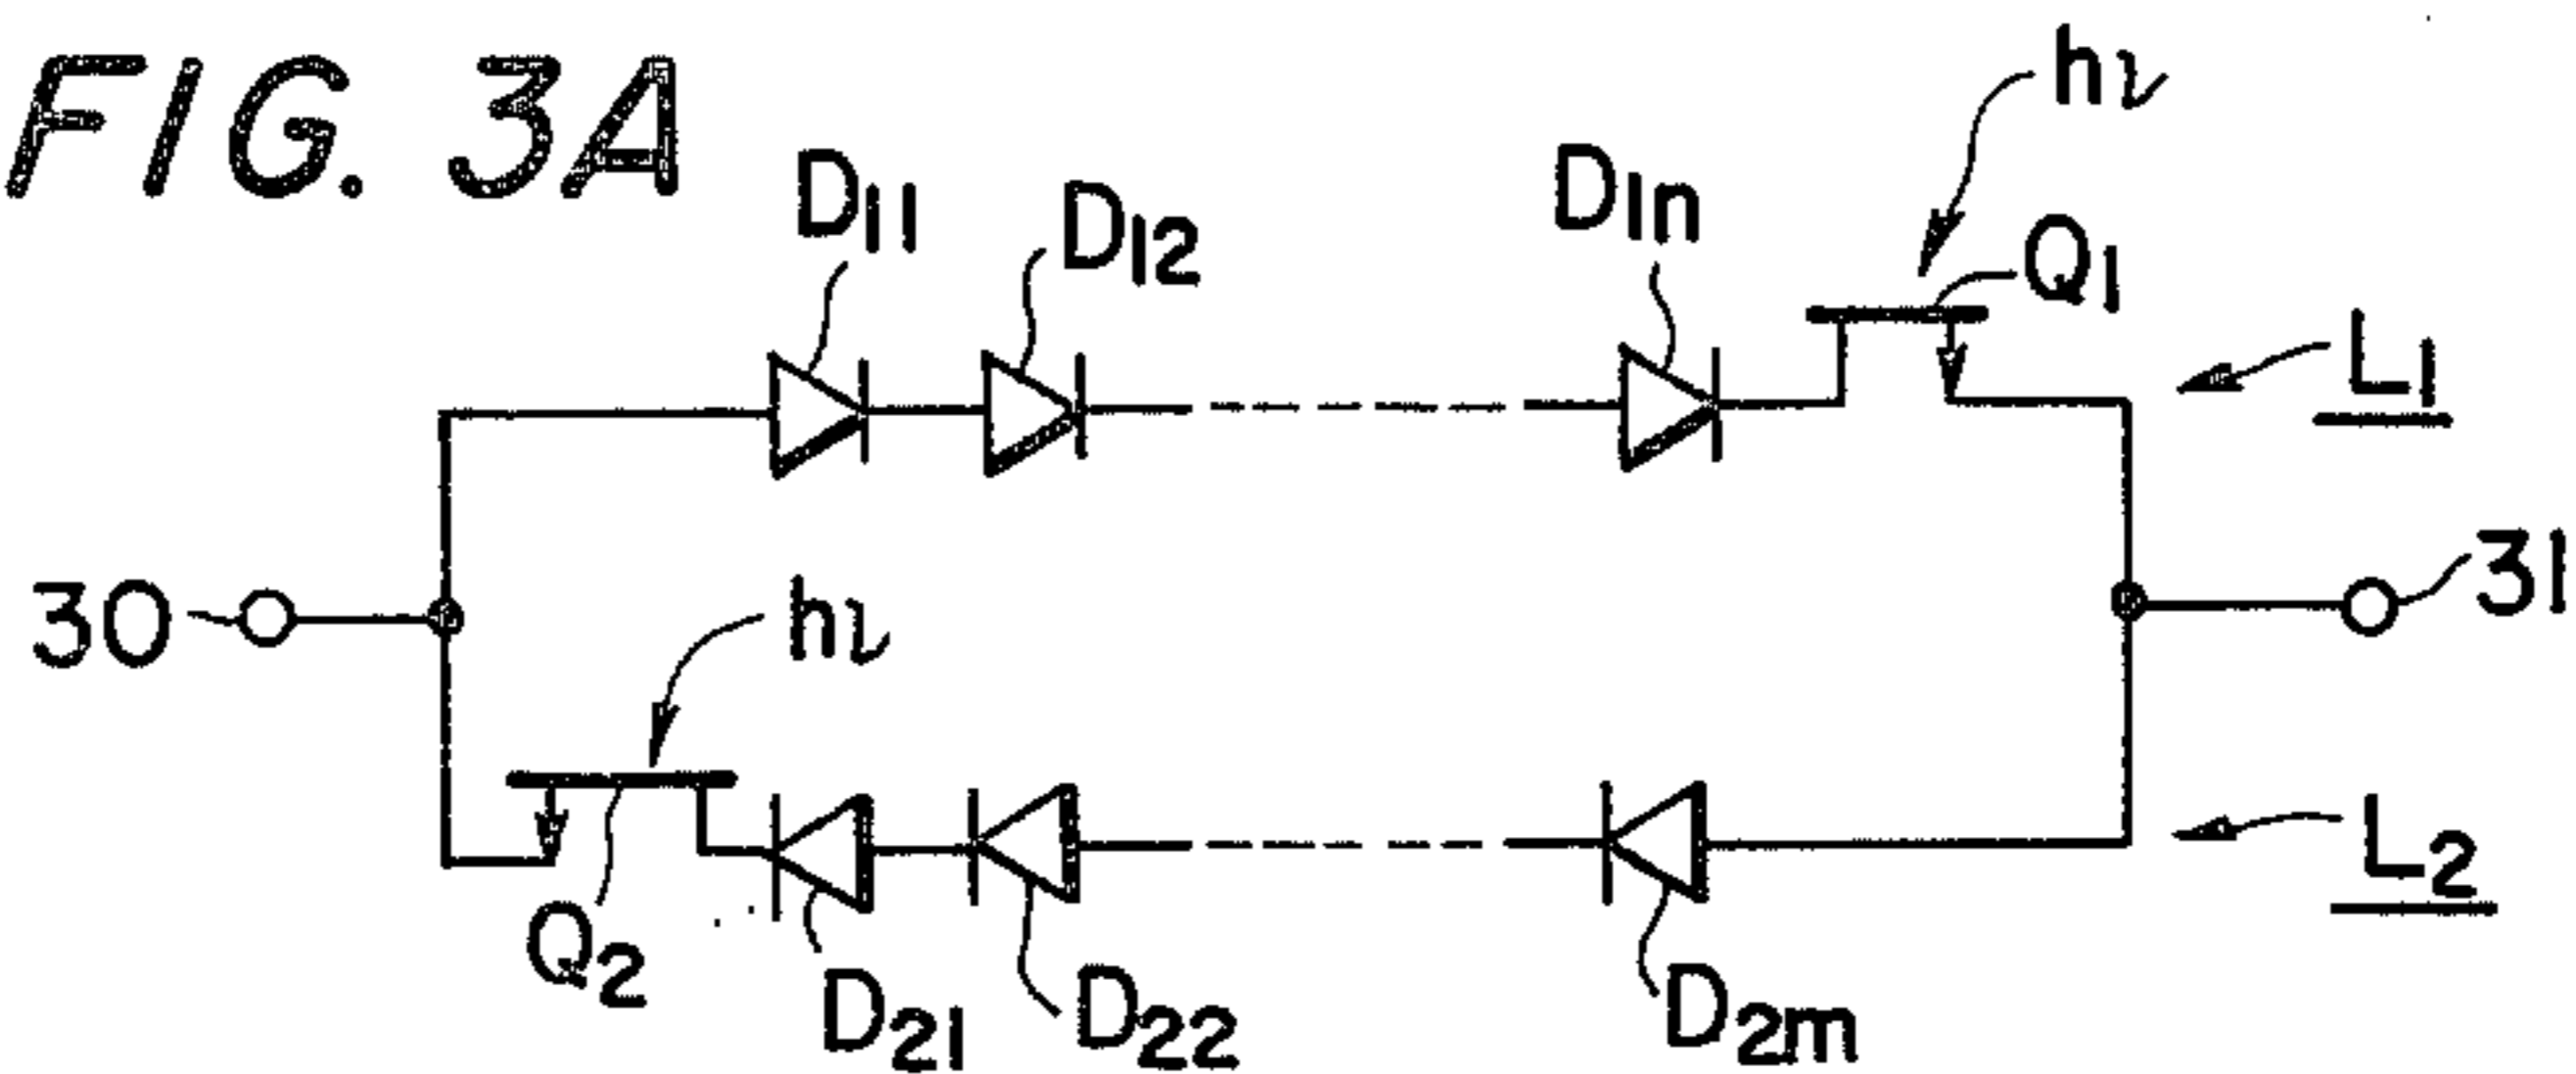 FIG. 3A
hν
D11
D12
D1n
Q1
L1
30
hν
31
Q2
D21
D22
D2m
L2